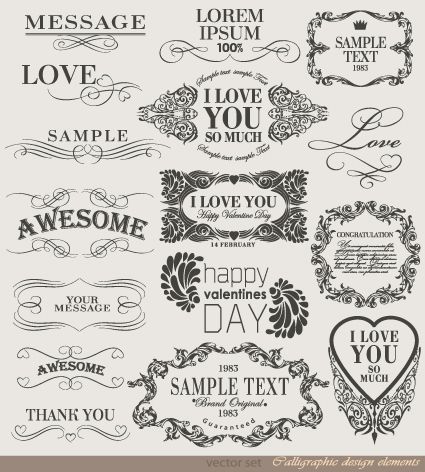 MESSAGE
LOREM
IPSUM
100%
SAMPLE
TEXT
1983
LOVE
Sample text sample text
I LOVE
YOU
SO MUCH
Sample text sample text
SAMPLE
Love
AWESOME
I LOVE YOU
Happy Valentine Day
14 FEBRUARY
CONGRATULATION
YOUR
MESSAGE
happy
valentines
DAY
I LOVE
YOU
SO MUCH
AWESOME
1983
SAMPLE TEXT
Brand Original
1983
Guaranteed
THANK YOU
vector set Calligraphic design elements